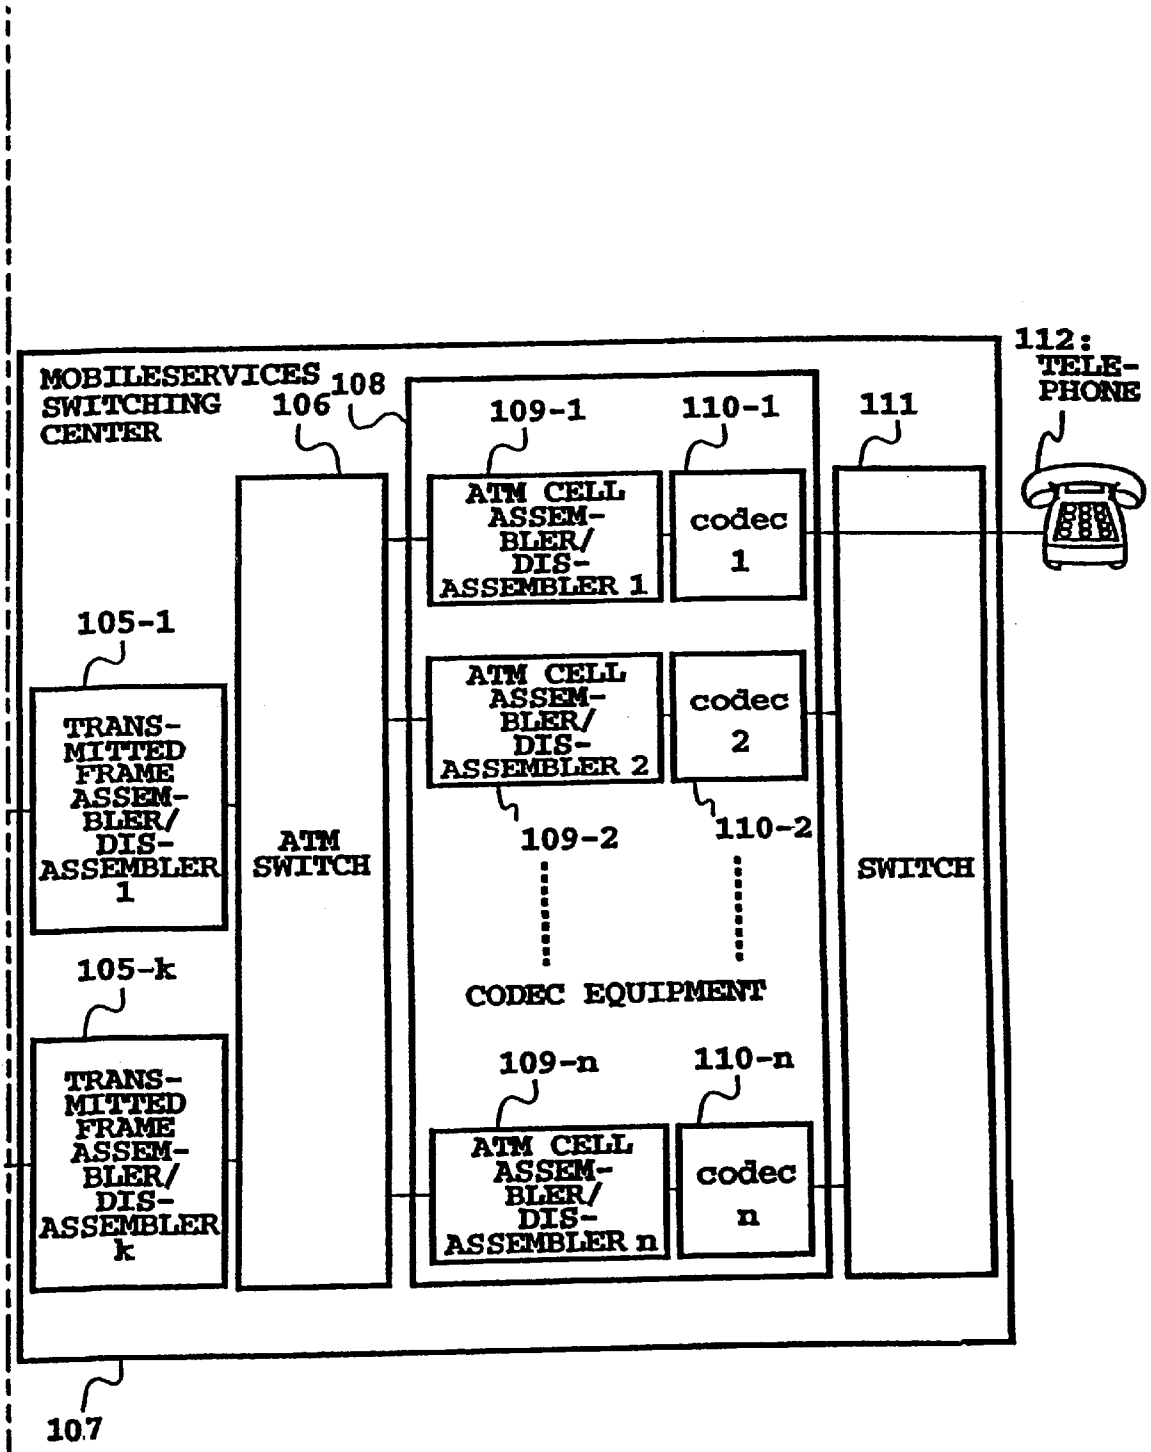 112:
TELE-
PHONE
MOBILESERVICES
SWITCHING
CENTER
106
108
109-1
110-1
111
ATM CELL
ASSEM-
BLER/
DIS-
ASSEMBLER 1
codec
1
105-1
ATM CELL
ASSEM-
BLER/
DIS-
ASSEMBLER 2
codec
2
109-2
110-2
TRANS-
MITTED
FRAME
ASSEM-
BLER/
DIS-
ASSEMBLER
1
ATM
SWITCH
SWITCH
105-k
CODEC EQUIPMENT
109-n
110-n
TRANS-
MITTED
FRAME
ASSEM-
BLER/
DIS-
ASSEMBLER
k
ATM CELL
ASSEM-
BLER/
DIS-
ASSEMBLER n
codec
n
107